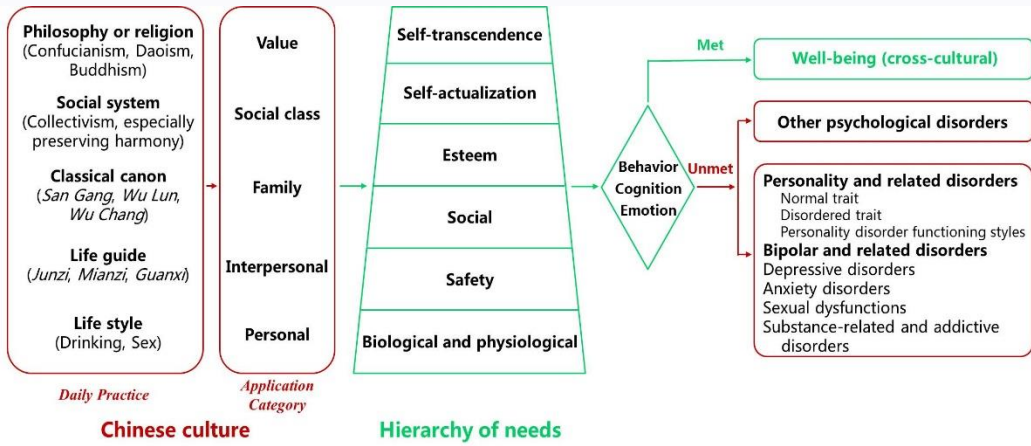 Philosophy or religion
(Confucianism, Daoism,
Buddhism)
Social system
(Collectivism, especially
preserving harmony)
Classical canon
(San Gang, Wu Lun,
Wu Chang)
Life guide
(Junzi, Mianzi, Guanxi)
Life style
(Drinking, Sex)
Daily Practice
Value
Social class
Family
Interpersonal
Personal
Application
Category
Chinese culture
Self-transcendence
Self-actualization
Esteem
Social
Safety
Biological and physiological
Hierarchy of needs
Behavior
Cognition
Emotion
Met
Unmet
Well-being (cross-cultural)
Other psychological disorders
Personality and related disorders
Normal trait
Disordered trait
Personality disorder functioning styles
Bipolar and related disorders
Depressive disorders
Anxiety disorders
Sexual dysfunctions
Substance-related and addictive
disorders